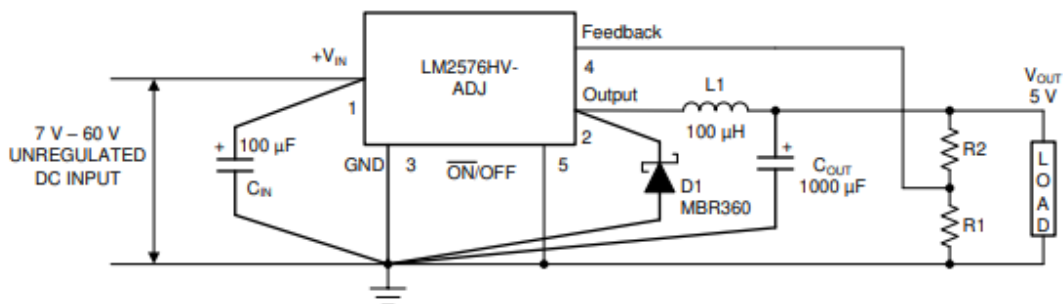 Feedback
+VIN
LM2576HV-
ADJ
4
VOUT
5 V
Output
L1
1
7 V – 60 V
UNREGULATED
DC INPUT
+
100 µF
CIN
2
100 µH
+
R2
GND
3
ON/OFF
5
COUT
1000 µF
D1
MBR360
R1
LOAD